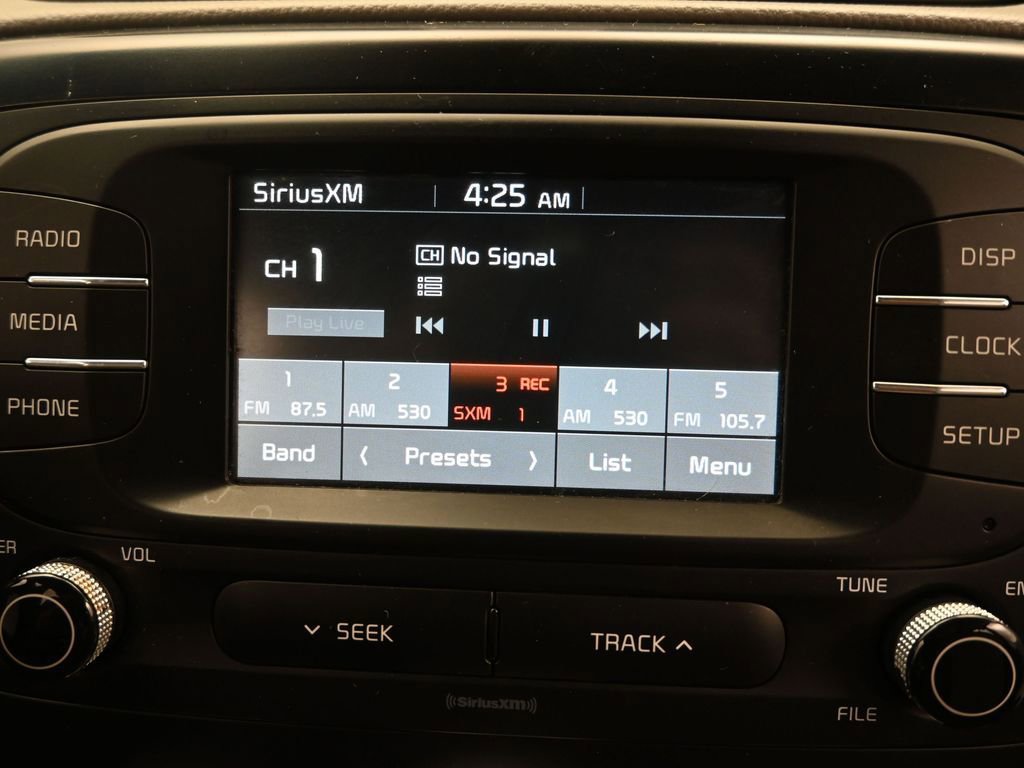 SiriusXM 4:25 AM
CH 1
CH No Signal
Play Live
1 2 3 REC 4 5
FM 87.5 AM 530 SXM 1 AM 530 FM 105.7
Band < Presets > List Menu
RADIO
MEDIA
PHONE
DISP
CLOCK
SETUP
VOL
SEEK
TRACK
TUNE
FILE
SiriusXM